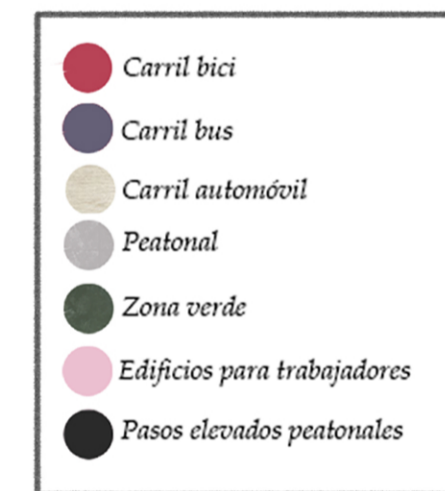 Carril bici
Carril bus
Carril automóvil
Peatonal
Zona verde
Edificios para trabajadores
Pasos elevados peatonales